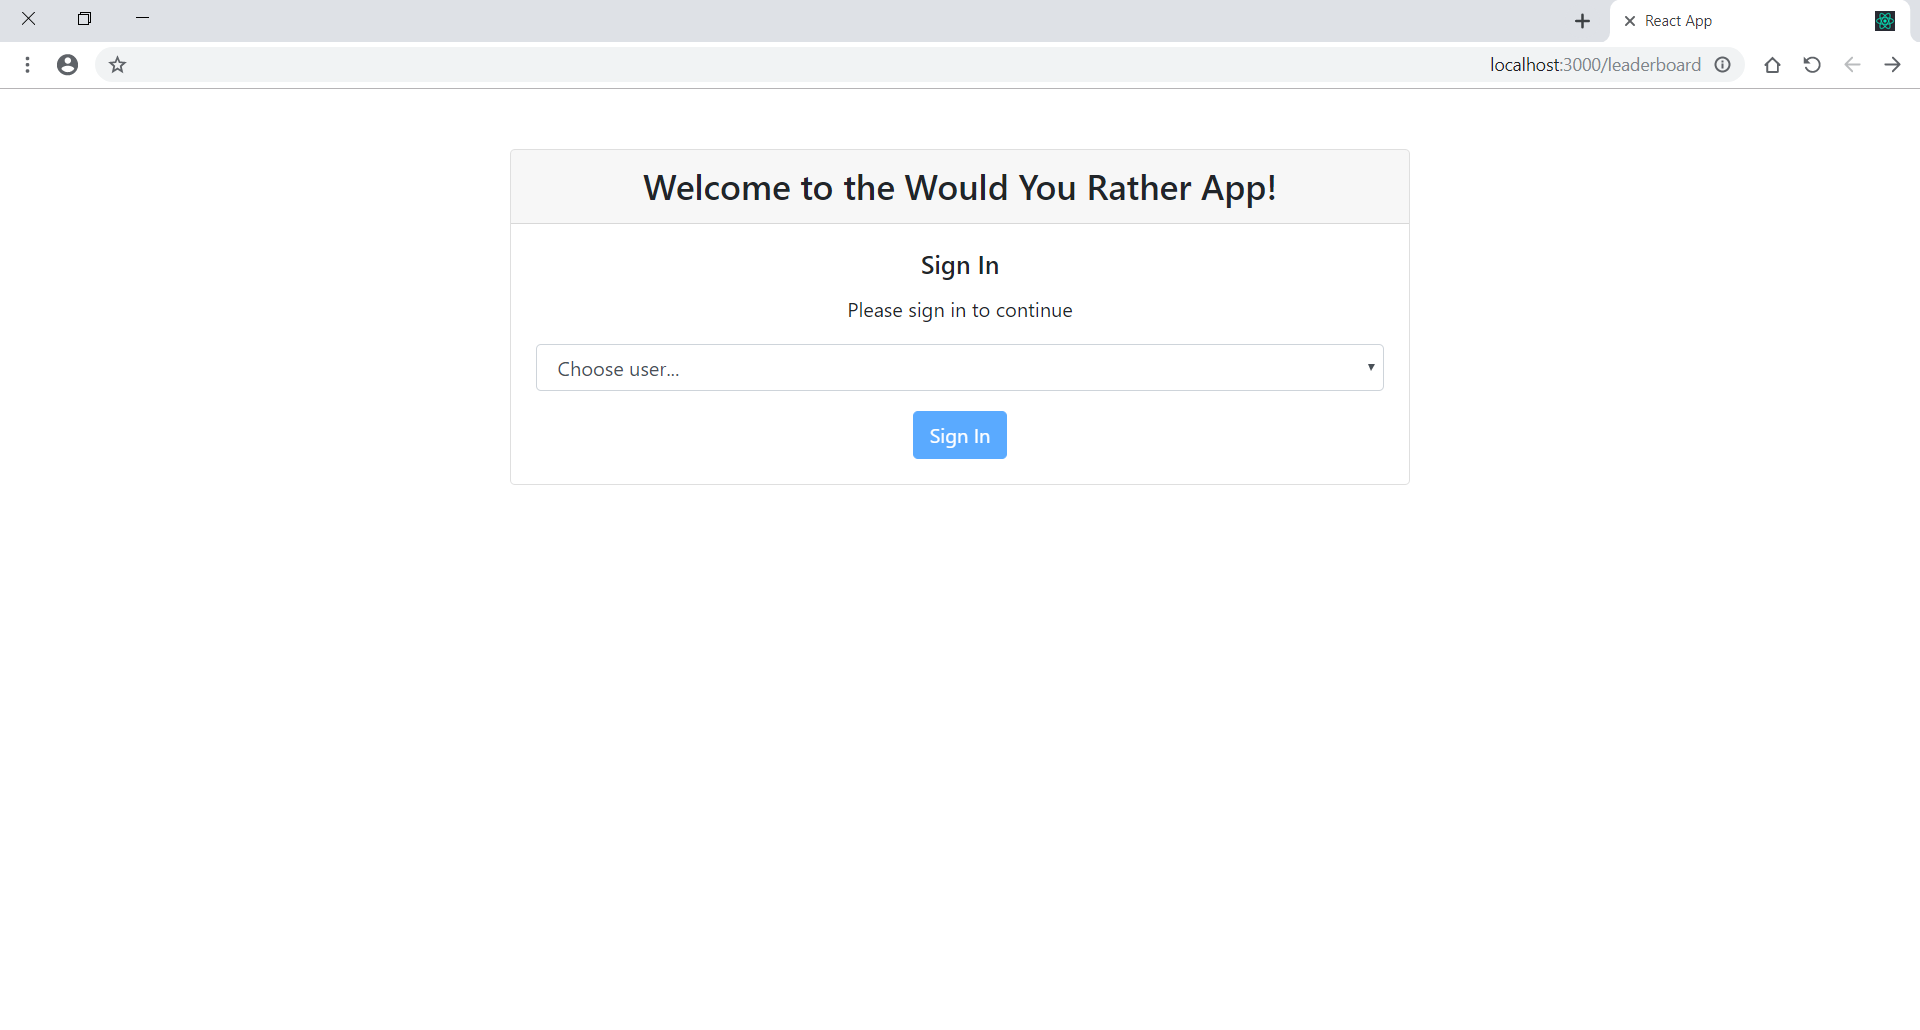 React App
localhost:3000/leaderboard
Welcome to the Would You Rather App!
Sign In
Please sign in to continue
Choose user...
Sign In